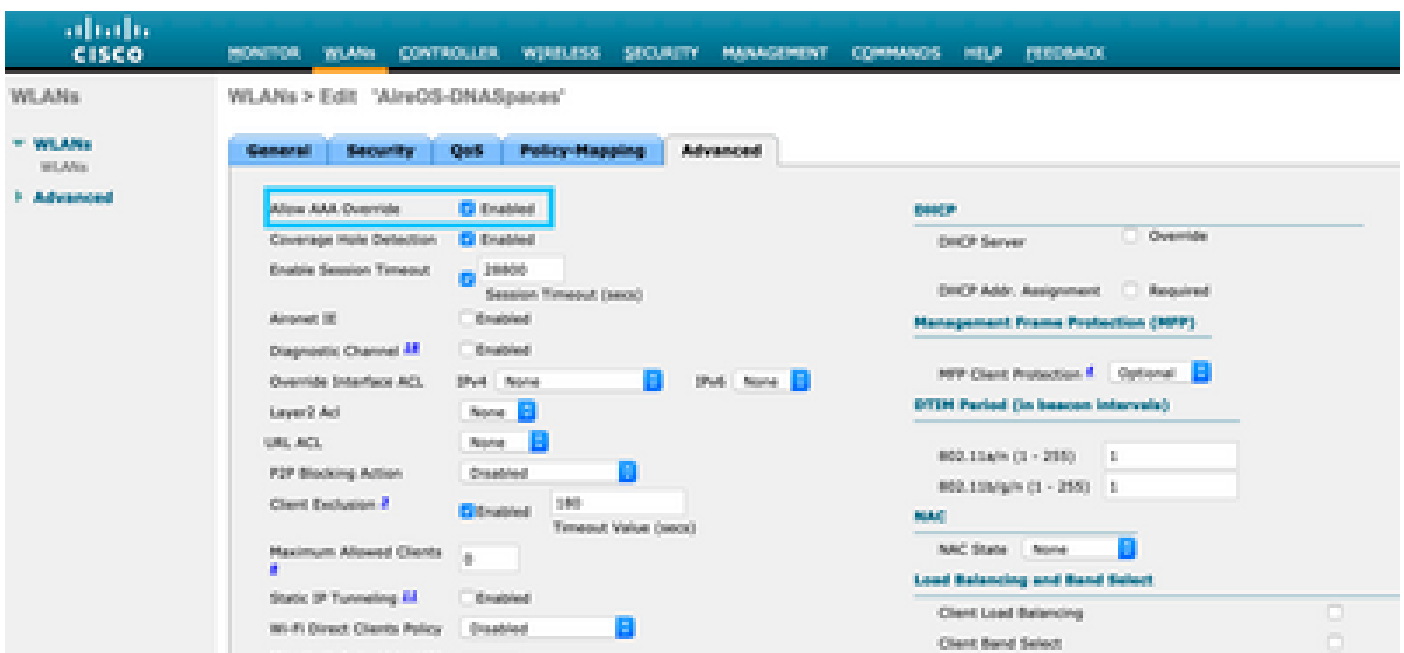 CISCO
MONITOR WLANs CONTROLLER WIRELESS SECURITY MANAGEMENT COMMANDS HELP FEEDBACK
WLANs
WLANs > Edit 'AireOS-DNASpaces'
WLANs
WLANs
Advanced
General Security QoS Policy-Mapping Advanced
Allow AAA Override Enabled
Coverage Hole Detection Enabled
Enable Session Timeout 28800
Session Timeout (secs)
Aironet IE Enabled
Diagnostic Channel 18 Enabled
Override Interface ACL IPv4 None IPv6 None
Layer2 Acl None
URL ACL None
P2P Blocking Action Disabled
Client Exclusion 3 Enabled 180
Timeout Value (secs)
Maximum Allowed Clients 0
Static IP Tunneling 11 Enabled
Wi-Fi Direct Clients Policy Disabled
DHCP
DHCP Server Override
DHCP Addr. Assignment Required
Management Frame Protection (MFP)
MFP Client Protection 4 Optional
DTIM Period (in beacon intervals)
802.11a/n (1 - 255) 1
802.11b/g/n (1 - 255) 1
NAC
NAC State None
Load Balancing and Band Select
Client Load Balancing
Client Band Select